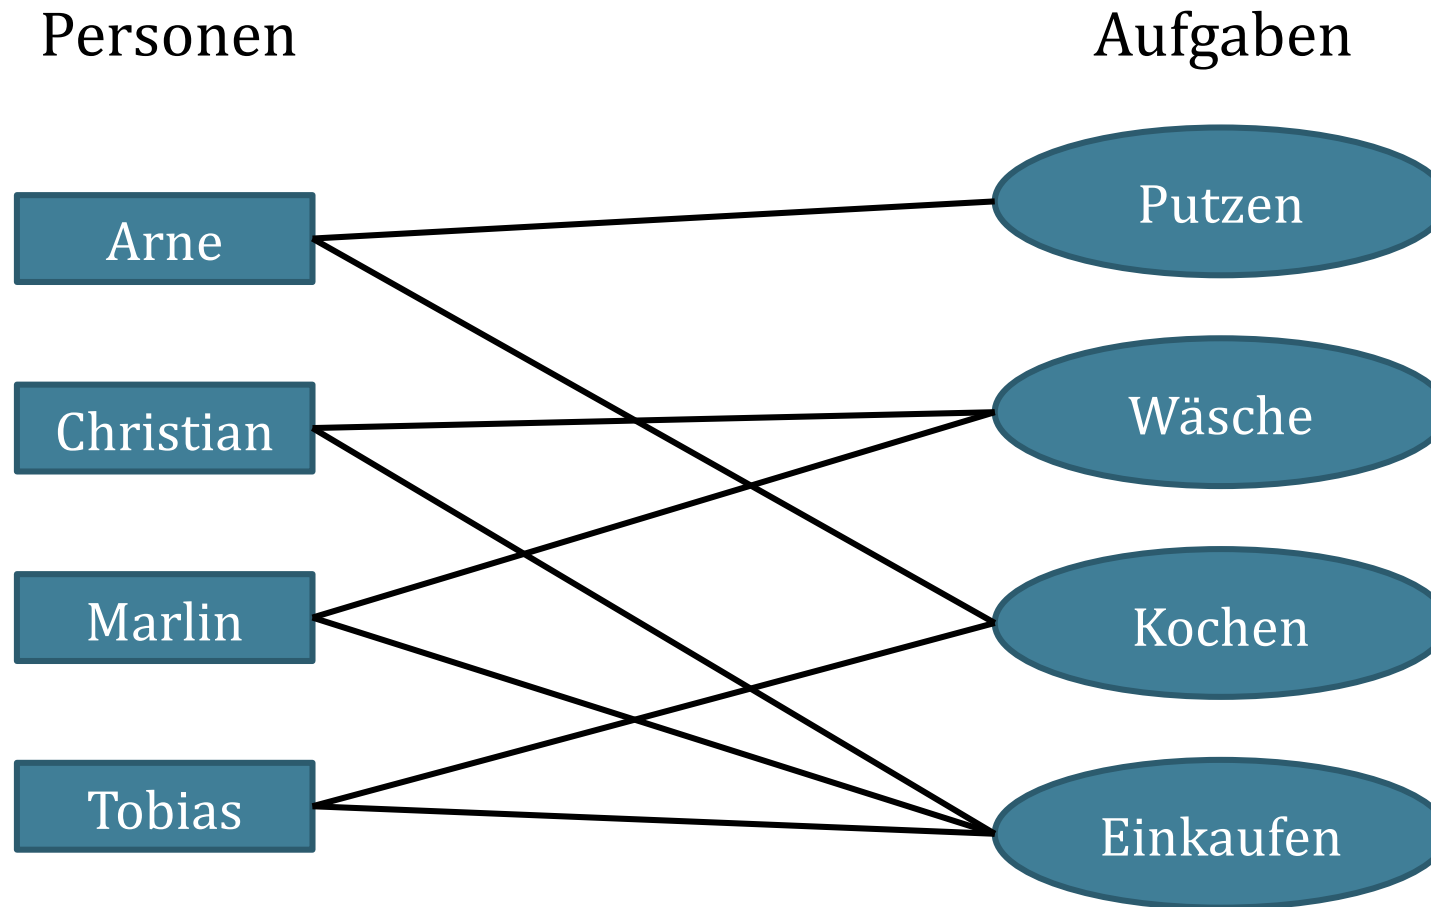 Personen
Aufgaben
Arne
Putzen
Christian
Wäsche
Marlin
Kochen
Tobias
Einkaufen